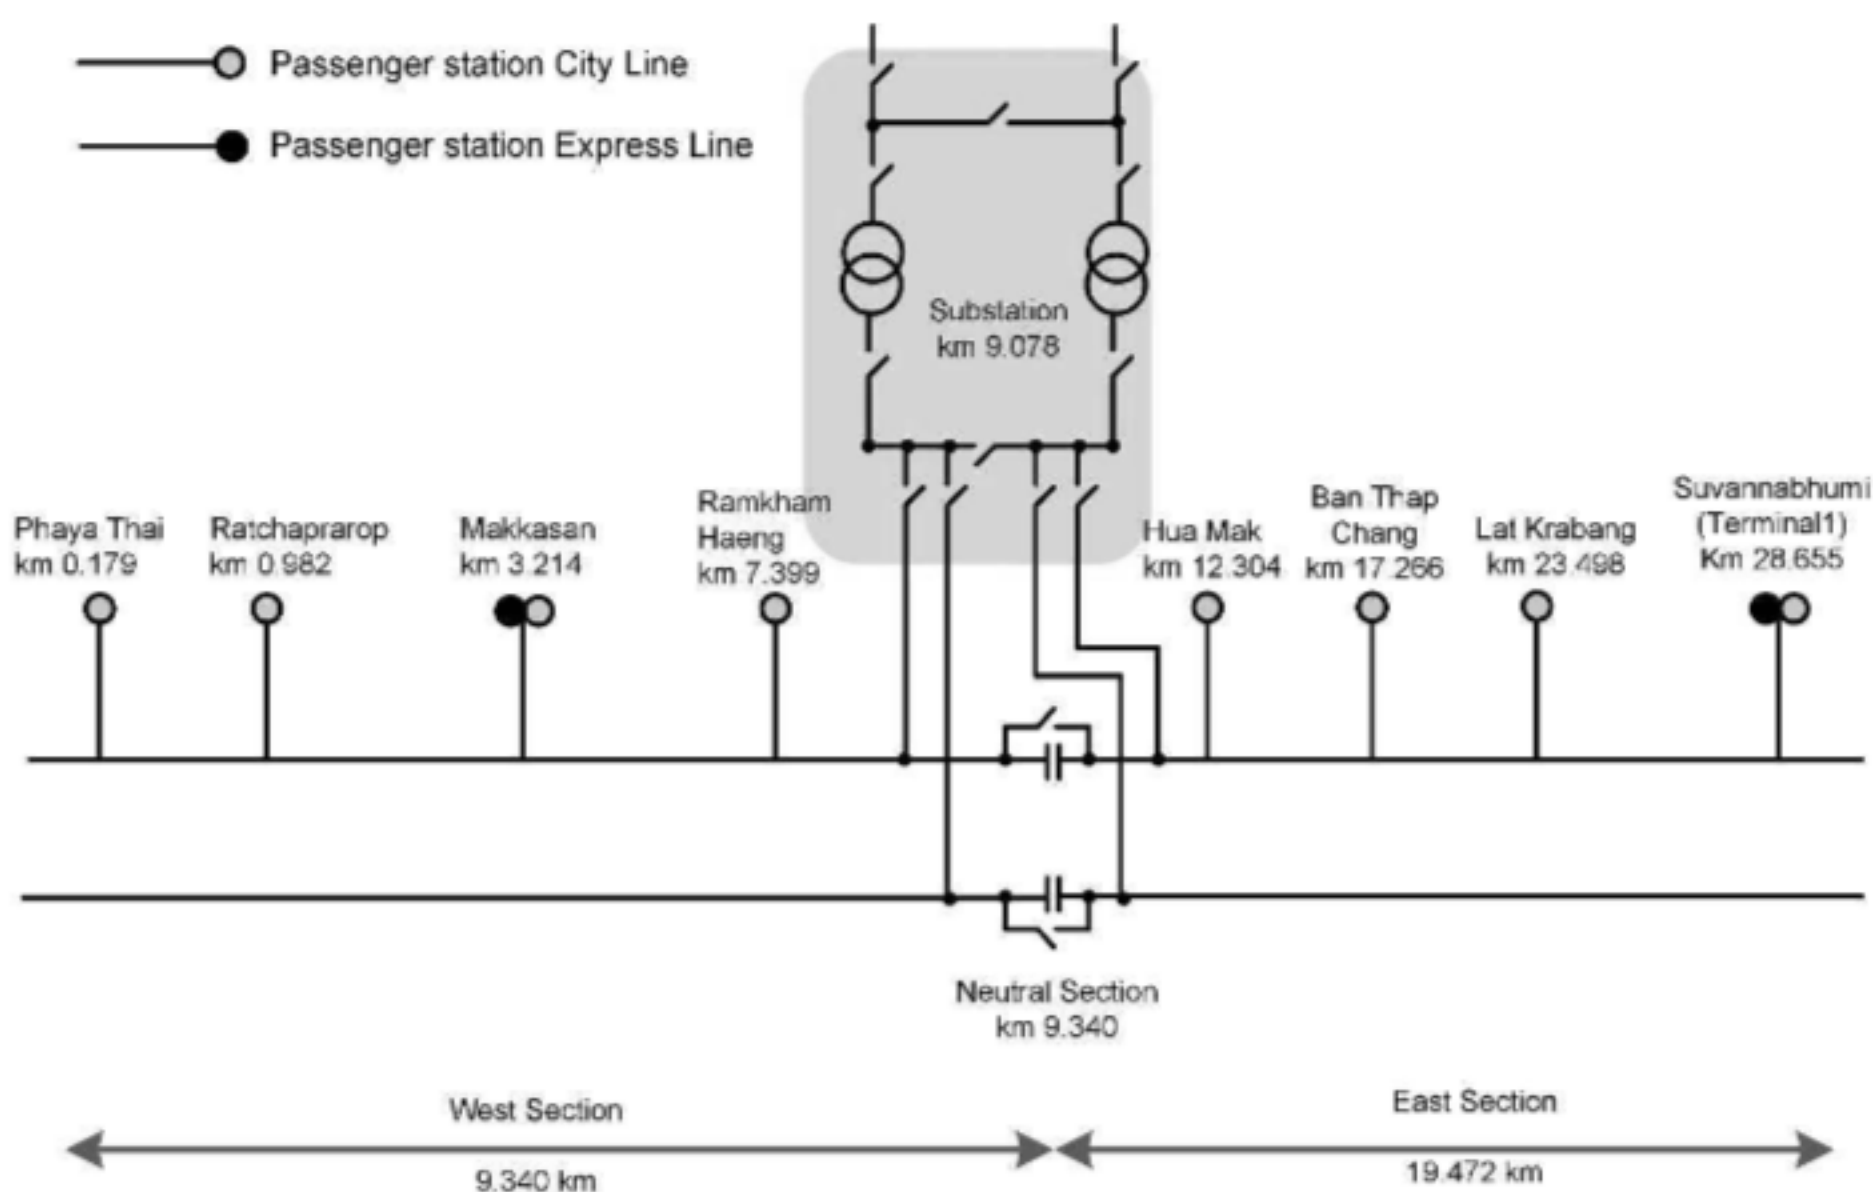 Passenger station City Line
Passenger station Express Line
Substation
km 9.078
Phaya Thai
km 0.179
Ratchaprarop
km 0.982
Makkasan
km 3.214
Ramkham
Haeng
km 7.399
Hua Mak
km 12.304
Ban Thap
Chang
km 17.266
Lat Krabang
km 23.498
Suvannabhumi
(Terminal1)
Km 28.655
Neutral Section
km 9.340
West Section
9.340 km
East Section
19.472 km